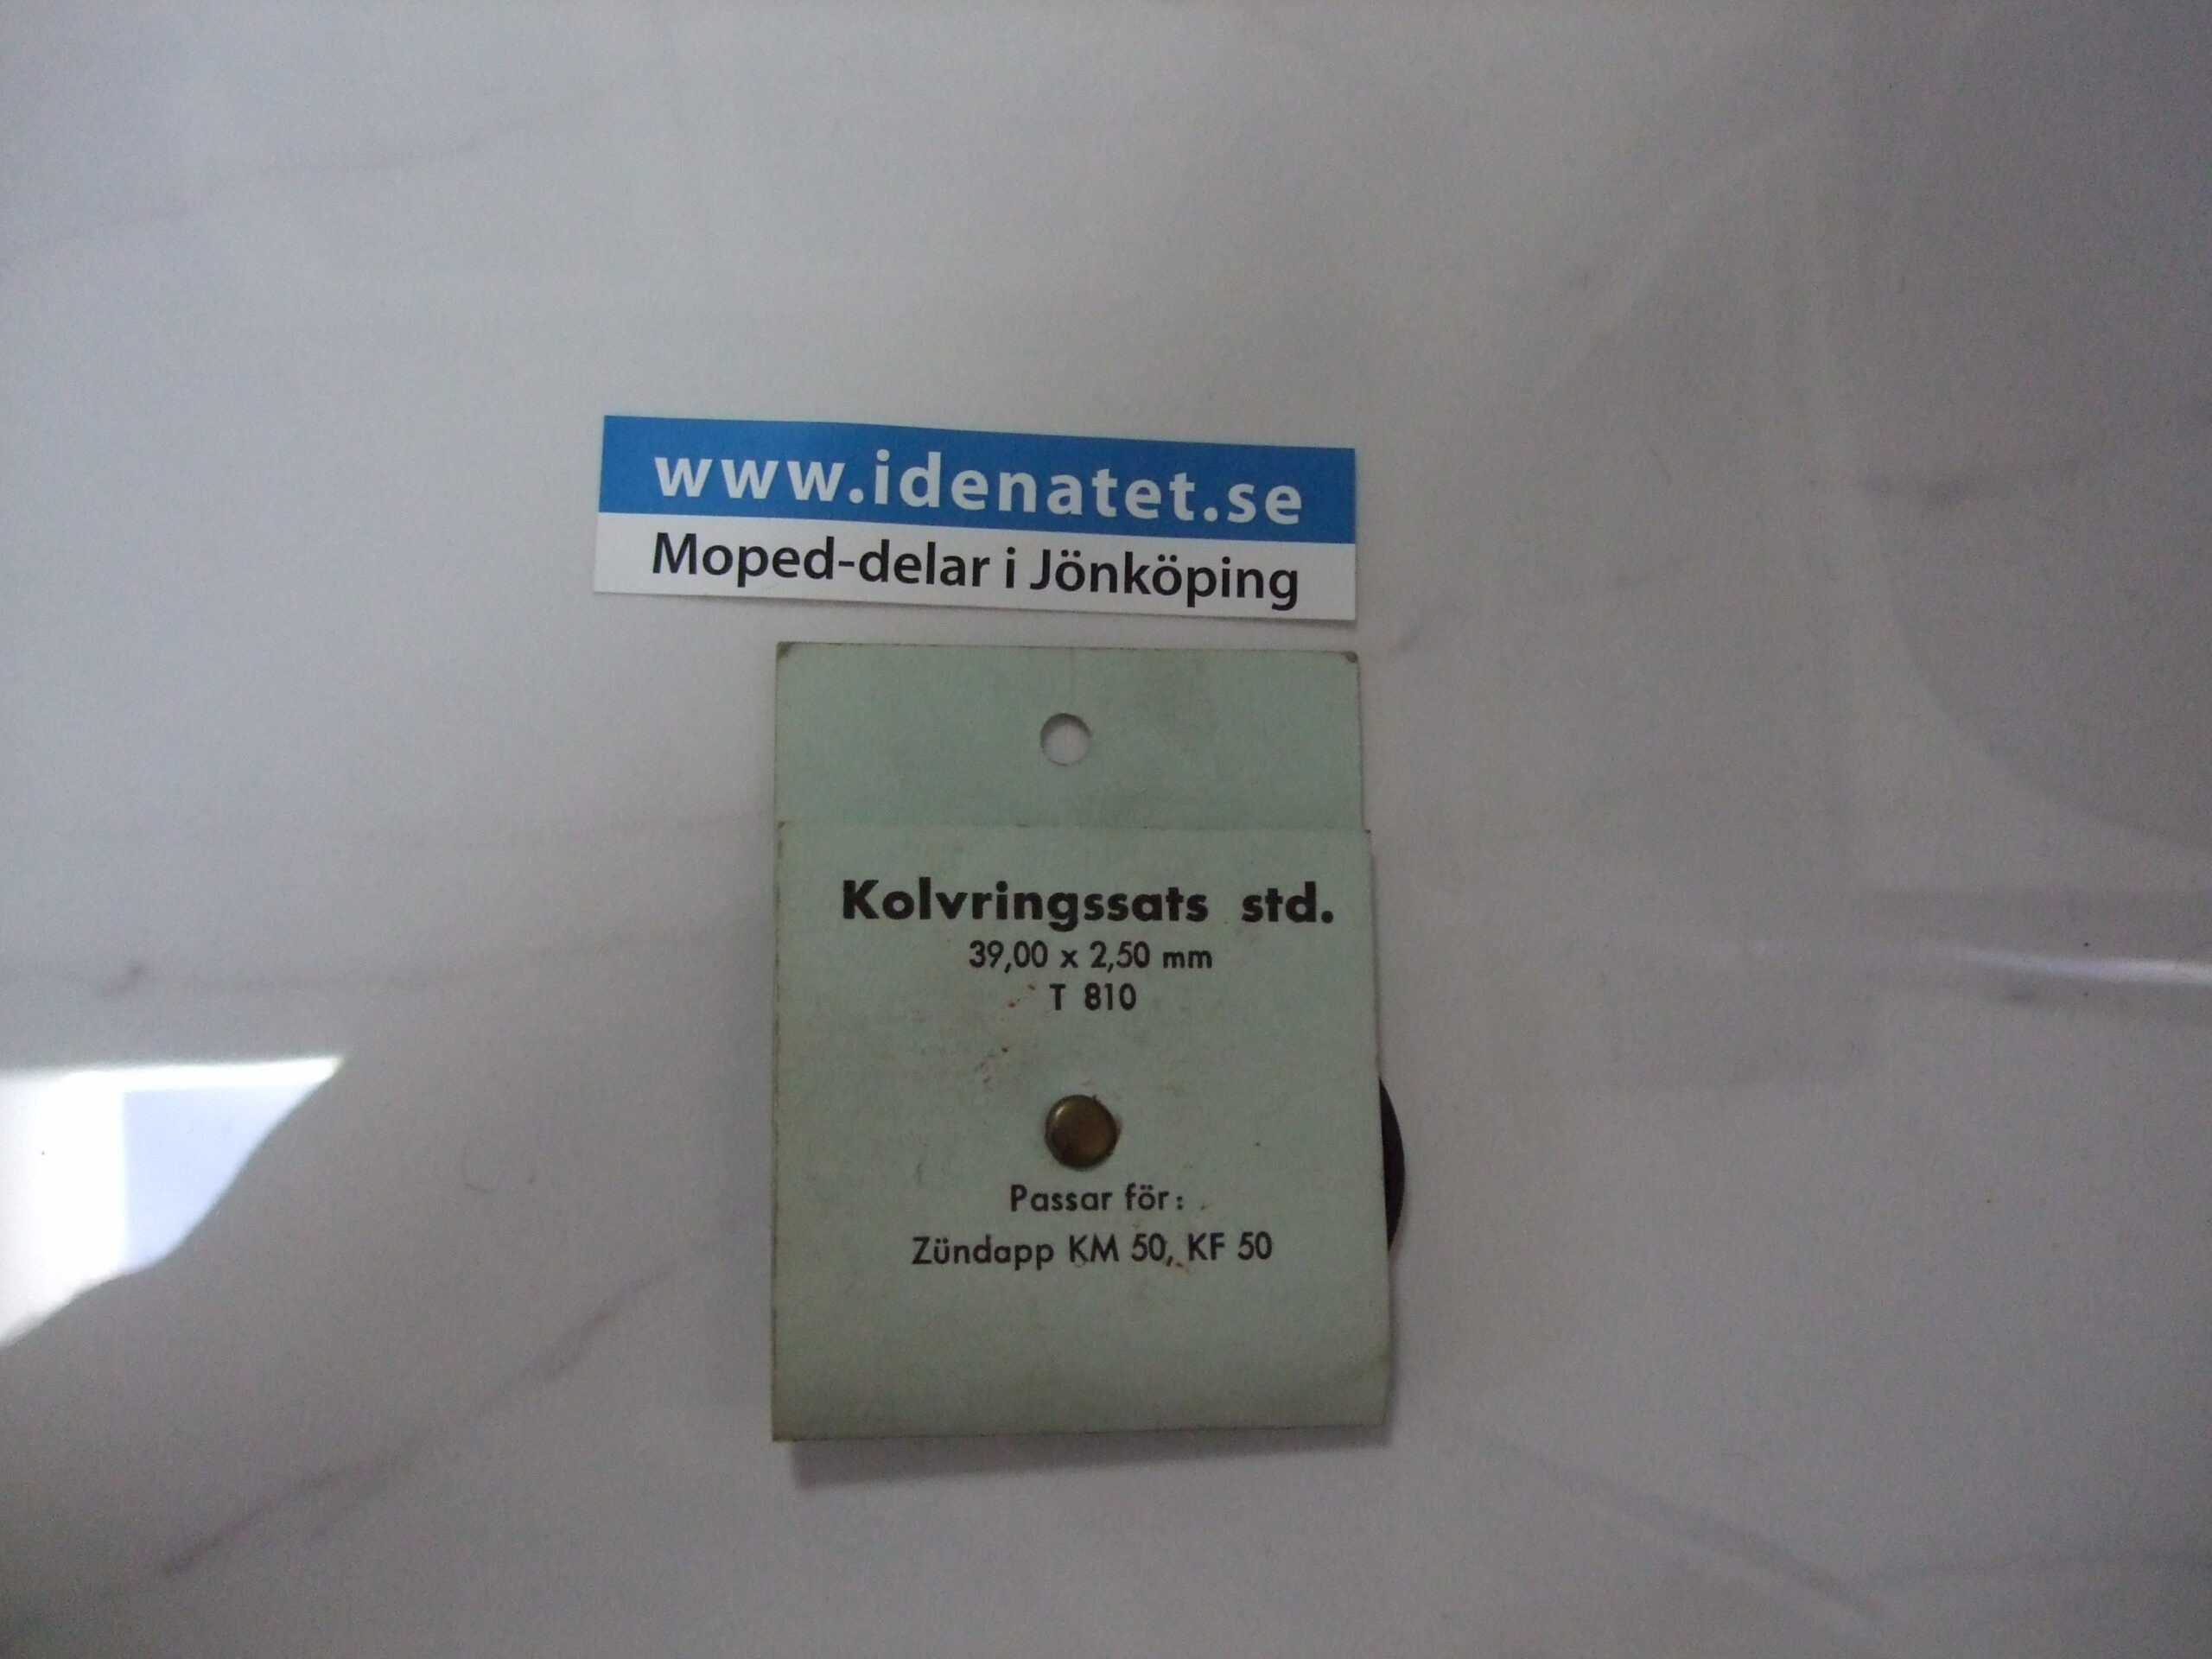 www.idenatet.se
Moped-delar i Jönköping
Kolvringssats std.
39,00 x 2,50 mm
T 810
Passar för:
Zündapp KM 50, KF 50